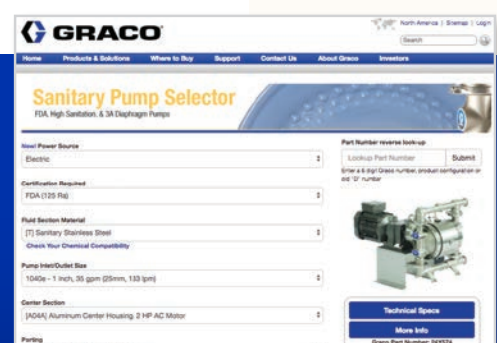 GRACO
North America | Sitemap | Login
Search
Home Products & Solutions Where to Buy Support Contact Us About Graco Investors
Sanitary Pump Selector
FDA, High Sanitation, & 3A Diaphragm Pumps
New! Power Source
Electric
Certification Required
FDA (125 Ra)
Fluid Section Material
[T] Sanitary Stainless Steel
Check Your Chemical Compatibility
Pump Inlet/Outlet Size
1040e - 1 inch, 35 gpm (25mm, 133 lpm)
Center Section
[A04A] Aluminum Center Housing, 2 HP AC Motor
Porting
Part Number reverse look-up
Lookup Part Number Submit
Enter a 6 digit Graco number, product configuration or
old "D" number
Technical Specs
More Info
Graco Part Number: